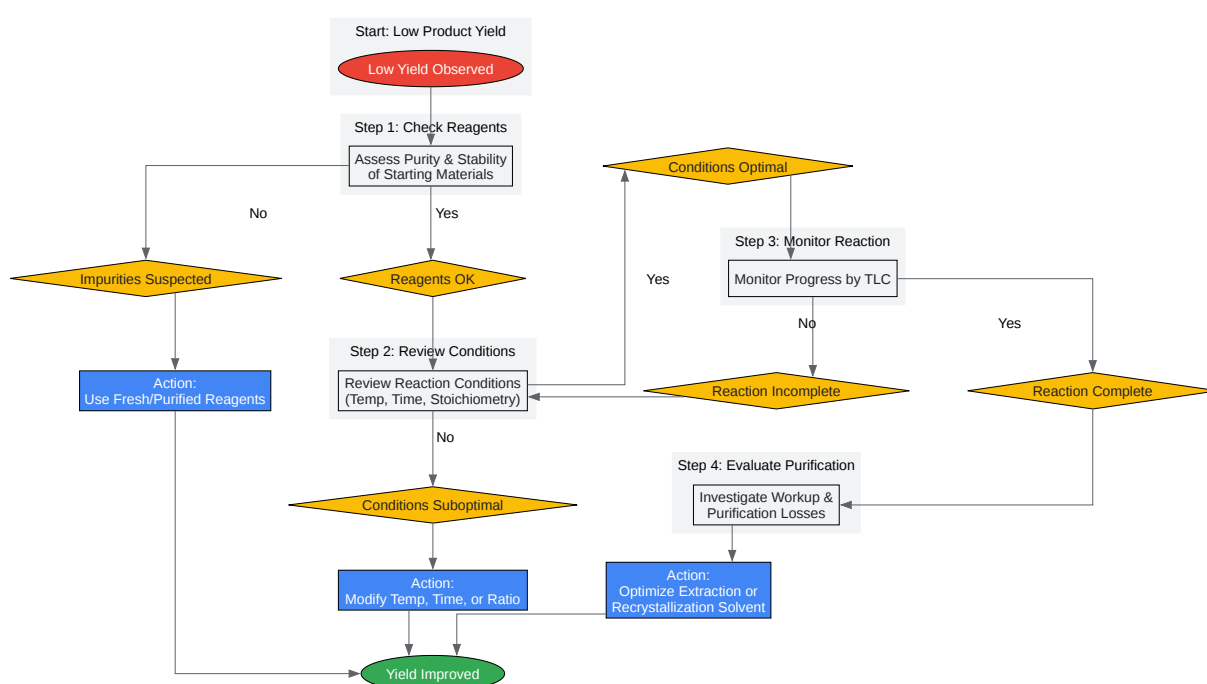 Start: Low Product Yield
Low Yield Observed
Step 1: Check Reagents
Assess Purity & Stability
of Starting Materials
Conditions Optimal
No
Yes
Step 3: Monitor Reaction
Impurities Suspected
Reagents OK
Yes
Monitor Progress by TLC
No
Yes
Step 2: Review Conditions
Action:
Use Fresh/Purified Reagents
Review Reaction Conditions
(Temp, Time, Stoichiometry)
Reaction Incomplete
Reaction Complete
No
Step 4: Evaluate Purification
Conditions Suboptimal
Investigate Workup &
Purification Losses
Action:
Modify Temp, Time, or Ratio
Action:
Optimize Extraction or
Recrystallization Solvent
Yield Improved